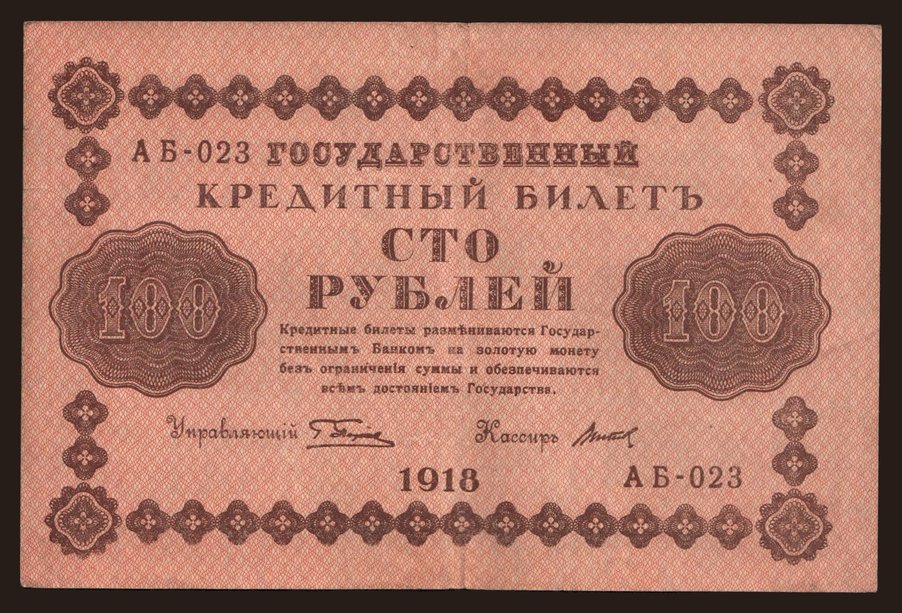 АБ-023 ГОСУДАРСТВЕННЫЙ
КРЕДИТНЫЙ БИЛЕТЪ
СТО
РУБЛЕЙ
100
100
Кредитные билеты размѣниваются Государ-
ственнымъ Банкомъ на золотую монету
безъ ограниченія суммы и обезпечиваются
всѣмъ достояніемъ Государства.
Управляющій
Кассиръ
1918
АБ-023